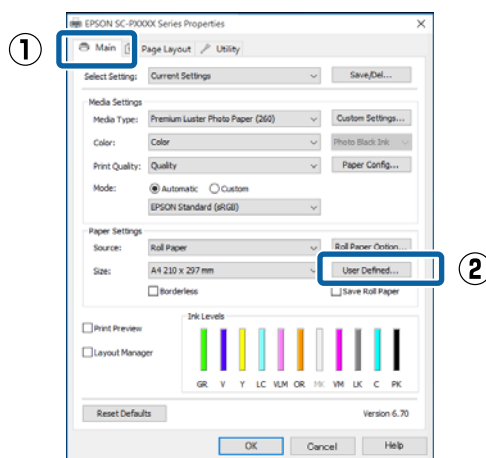 EPSON SC-PXXXX Series Properties
① Main Page Layout Utility
Select Setting: Current Settings Save/Del...
Media Settings
Media Type: Premium Luster Photo Paper (260) Custom Settings...
Color: Color Photo Black Ink
Print Quality: Quality Paper Config...
Mode: Automatic Custom
EPSON Standard (sRGB)
Paper Settings
Source: Roll Paper Roll Paper Option...
Size: A4 210 x 297 mm User Defined... ②
Borderless Save Roll Paper
Ink Levels
Print Preview
Layout Manager
GR V Y LC VLM OR MK VM LK C PK
Reset Defaults Version 6.70
OK Cancel Help